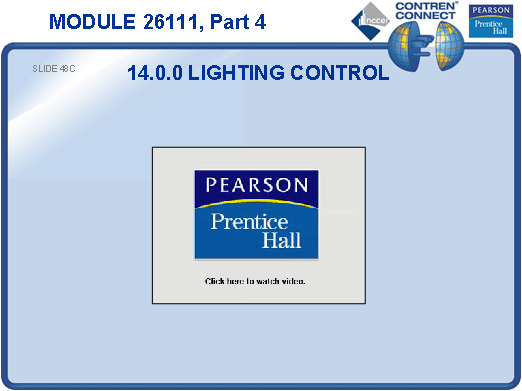 MODULE 26111, Part 4
nccer
CONTREN®
CONNECT
PEARSON
Prentice
Hall
SLIDE 48C
14.0.0 LIGHTING CONTROL
PEARSON
Prentice
Hall
Click here to watch video.